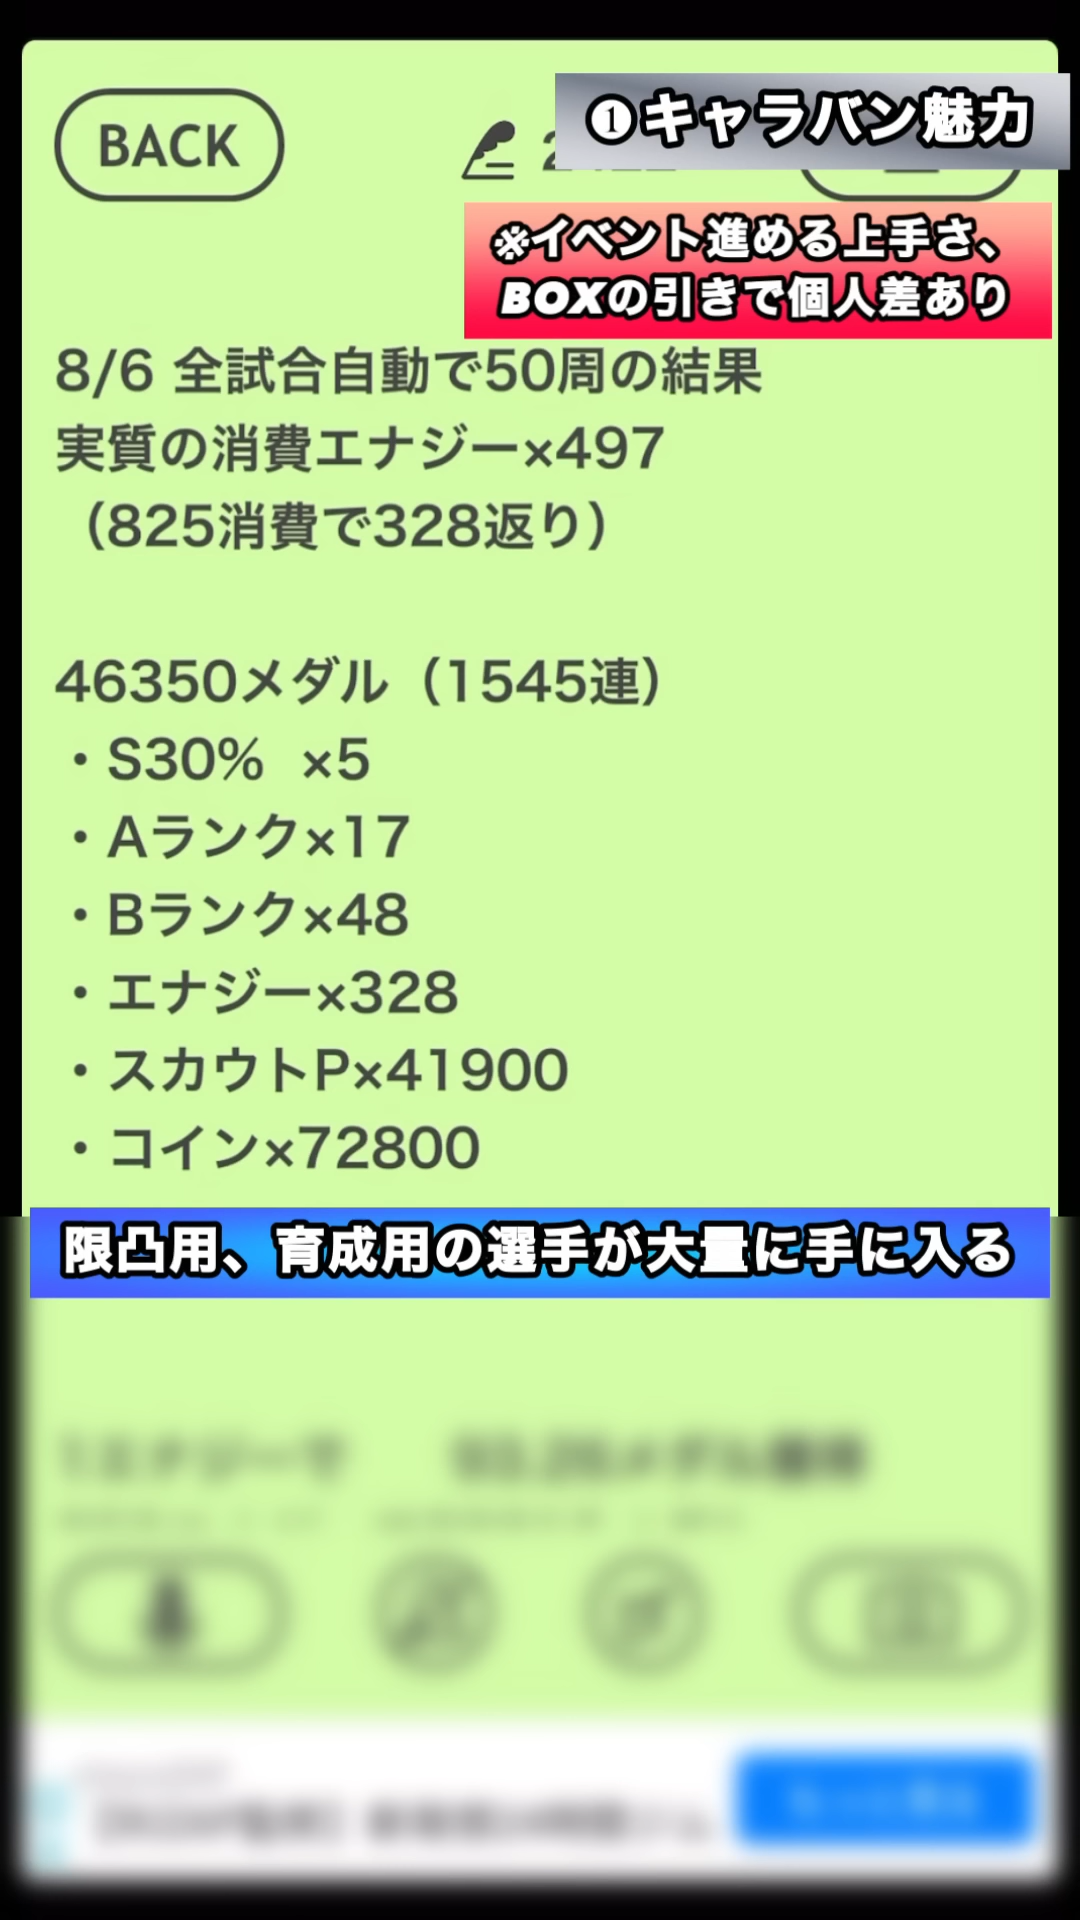 BACK
❶キャラバン魅力
※イベント進める上手さ、
BOXの引きで個人差あり
8/6 全試合自動で50周の結果
実質の消費エナジー×497
（825消費で328返り）
46350メダル（1545連）
・S30% ×5
・Aランク×17
・Bランク×48
・エナジー×328
・スカウトP×41900
・コイン×72800
限凸用、育成用の選手が大量に手に入る